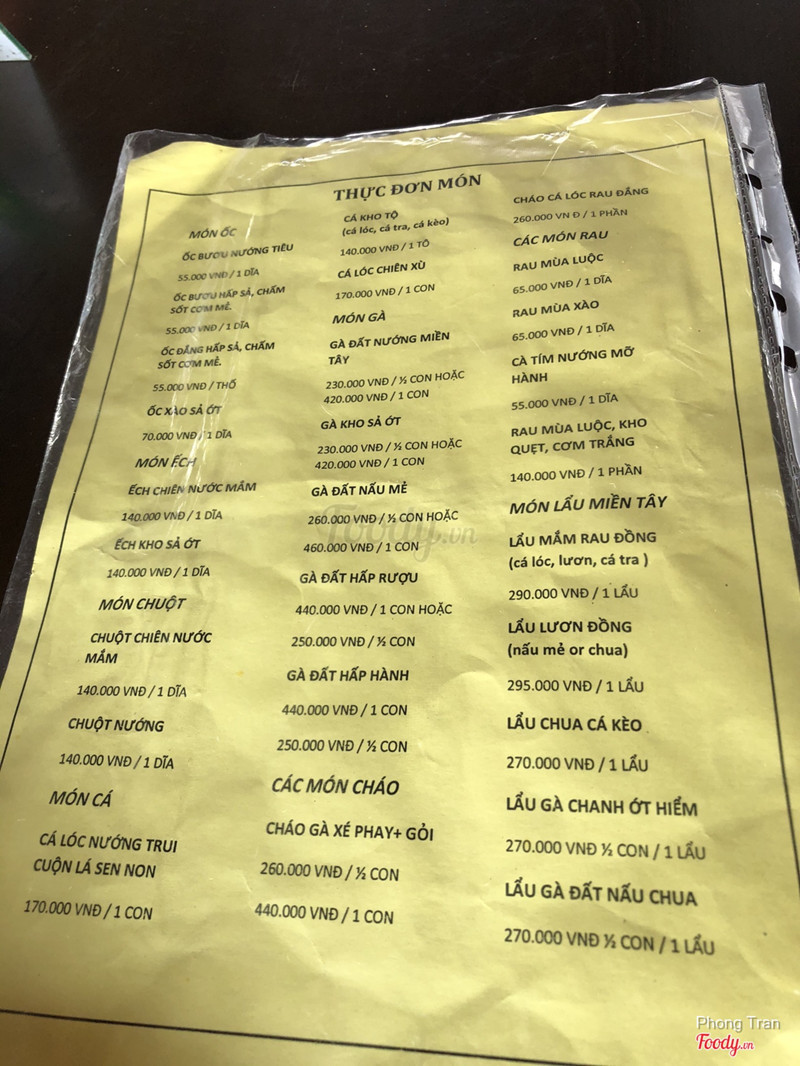 THỰC ĐƠN MÓN
MÓN ỐC
ỐC BƯƠU NƯỚNG TIÊU
55.000 VNĐ / 1 DĨA
ỐC BƯƠU HẤP SẢ, CHẤM
SỐT CƠM MẺ.
55.000 VNĐ / 1 DĨA
ỐC ĐẮNG HẤP SẢ, CHẤM
SỐT CƠM MẺ.
55.000 VNĐ / THỐ
ỐC XÀO SẢ ỚT
70.000 VNĐ / 1 DĨA
MÓN ẾCH
ẾCH CHIÊN NƯỚC MẮM
140.000 VNĐ / 1 DĨA
ẾCH KHO SẢ ỚT
140.000 VNĐ / 1 DĨA
MÓN CHUỘT
CHUỘT CHIÊN NƯỚC
MẮM
140.000 VNĐ / 1 DĨA
CHUỘT NƯỚNG
140.000 VNĐ / 1 DĨA
MÓN CÁ
CÁ LÓC NƯỚNG TRUI
CUỘN LÁ SEN NON
170.000 VNĐ / 1 CON
CÁ KHO TỘ
(cá lóc, cá tra, cá kèo)
140.000 VNĐ / 1 TÔ
CÁ LÓC CHIÊN XÙ
170.000 VNĐ / 1 CON
MÓN GÀ
GÀ ĐẤT NƯỚNG MIỀN
TÂY
230.000 VNĐ / ½ CON HOẶC
420.000 VNĐ / 1 CON
GÀ KHO SẢ ỚT
230.000 VNĐ / ½ CON HOẶC
420.000 VNĐ / 1 CON
GÀ ĐẤT NẤU MẺ
260.000 VNĐ / ½ CON HOẶC
460.000 VNĐ / 1 CON
GÀ ĐẤT HẤP RƯỢU
440.000 VNĐ / 1 CON HOẶC
250.000 VNĐ / ½ CON
GÀ ĐẤT HẤP HÀNH
440.000 VNĐ / 1 CON
250.000 VNĐ / ½ CON
CÁC MÓN CHÁO
CHÁO GÀ XÉ PHAY+ GỎI
260.000 VNĐ / ½ CON
440.000 VNĐ / 1 CON
CHÁO CÁ LÓC RAU ĐẮNG
260.000 VN Đ / 1 PHẦN
CÁC MÓN RAU
RAU MÙA LUỘC
65.000 VNĐ / 1 DĨA
RAU MÙA XÀO
65.000 VNĐ / 1 DĨA
CÀ TÍM NƯỚNG MỠ
HÀNH
55.000 VNĐ / 1 DĨA
RAU MÙA LUỘC, KHO
QUẸT, CƠM TRẮNG
140.000 VNĐ / 1 PHẦN
MÓN LẨU MIỀN TÂY
LẨU MẮM RAU ĐỒNG
(cá lóc, lươn, cá tra )
290.000 VNĐ / 1 LẨU
LẨU LƯƠN ĐỒNG
(nấu mẻ or chua)
295.000 VNĐ / 1 LẨU
LẨU CHUA CÁ KÈO
270.000 VNĐ / 1 LẨU
LẨU GÀ CHANH ỚT HIỂM
270.000 VNĐ ½ CON / 1 LẨU
LẨU GÀ ĐẤT NẤU CHUA
270.000 VNĐ ½ CON / 1 LẨU
Foody.vn
Phong Tran
Foody.vn